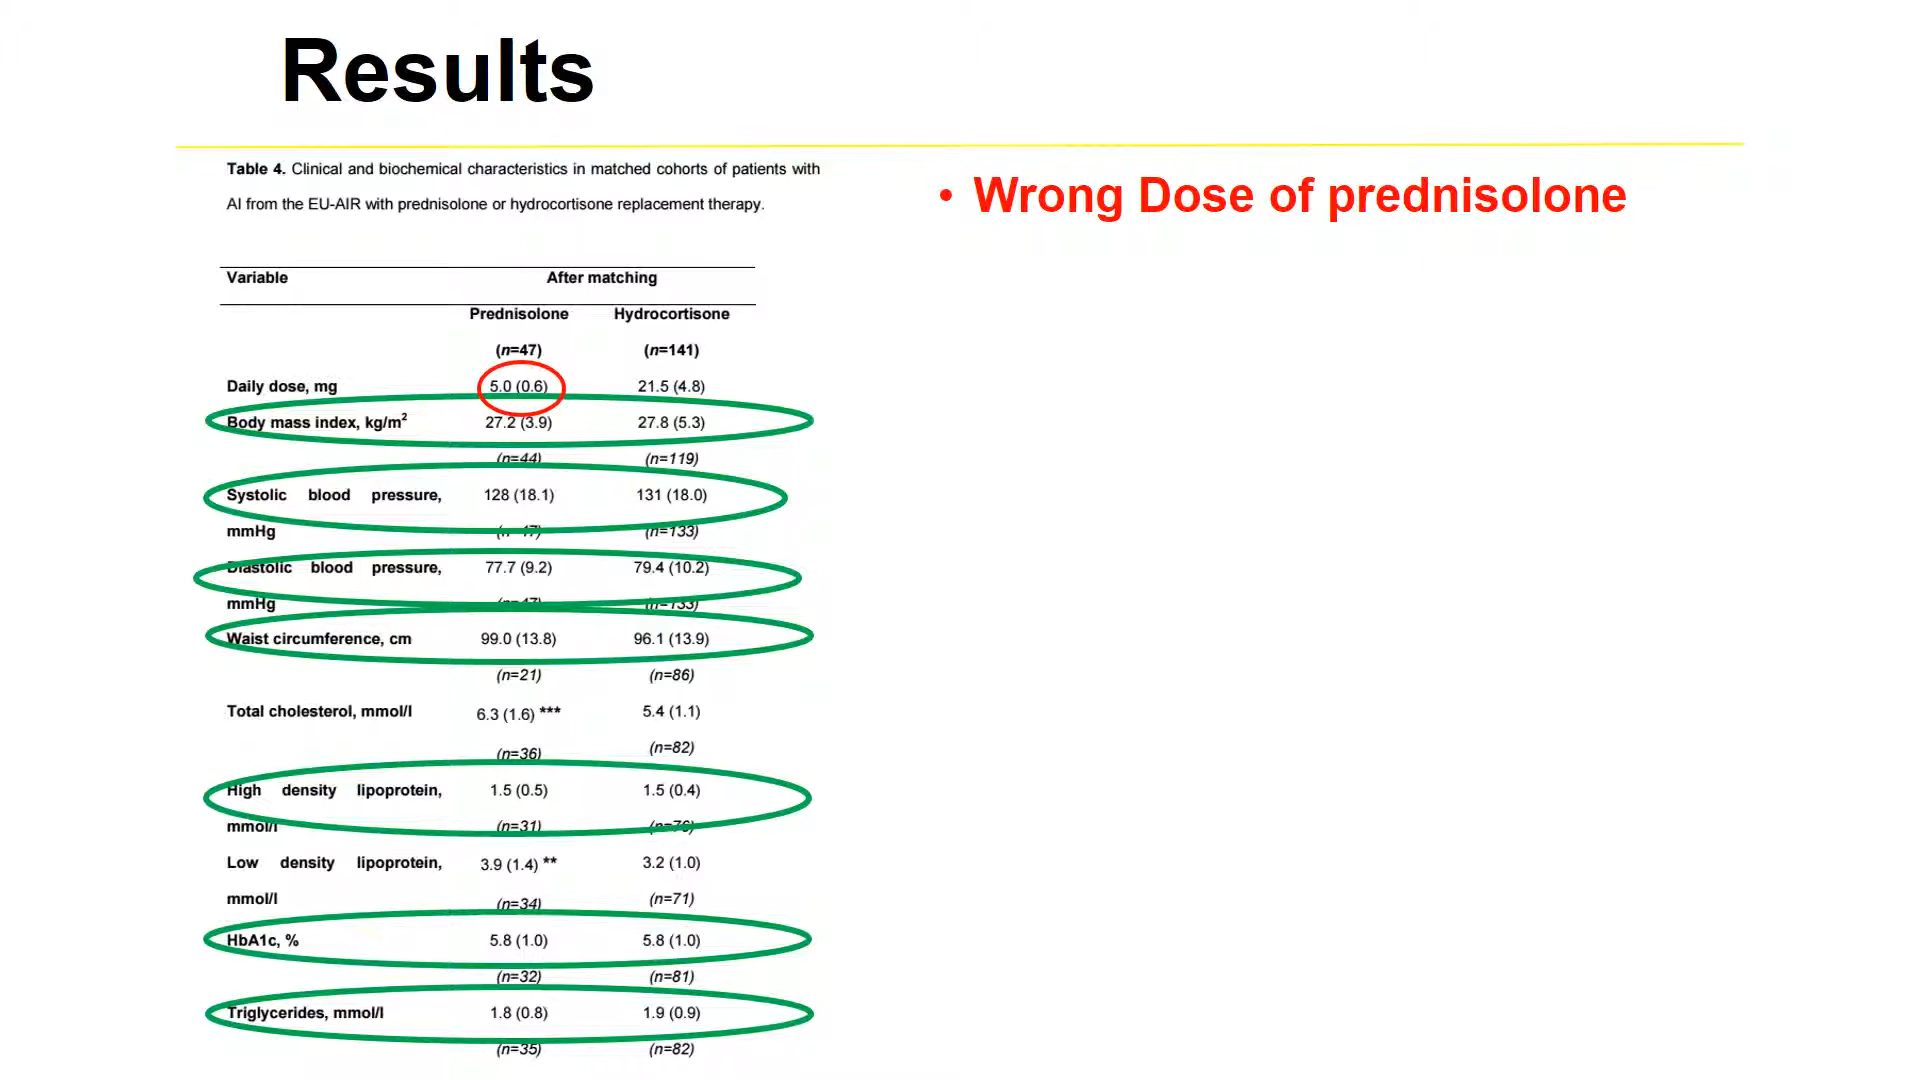 Results
Table 4. Clinical and biochemical characteristics in matched cohorts of patients with
AI from the EU-AIR with prednisolone or hydrocortisone replacement therapy.
• Wrong Dose of prednisolone
Variable After matching
Prednisolone Hydrocortisone
(n=47) (n=141)
Daily dose, mg 5.0 (0.6) 21.5 (4.8)
Body mass index, kg/m² 27.2 (3.9) 27.8 (5.3)
(n=44) (n=119)
Systolic blood pressure, 128 (18.1) 131 (18.0)
mmHg (n=47) (n=133)
Diastolic blood pressure, 77.7 (9.2) 79.4 (10.2)
mmHg (n=47) (n=133)
Waist circumference, cm 99.0 (13.8) 96.1 (13.9)
(n=21) (n=86)
Total cholesterol, mmol/l 6.3 (1.6) *** 5.4 (1.1)
(n=36) (n=82)
High density lipoprotein, 1.5 (0.5) 1.5 (0.4)
mmol/l (n=31) (n=76)
Low density lipoprotein, 3.9 (1.4) ** 3.2 (1.0)
mmol/l (n=34) (n=71)
HbA1c, % 5.8 (1.0) 5.8 (1.0)
(n=32) (n=81)
Triglycerides, mmol/l 1.8 (0.8) 1.9 (0.9)
(n=35) (n=82)